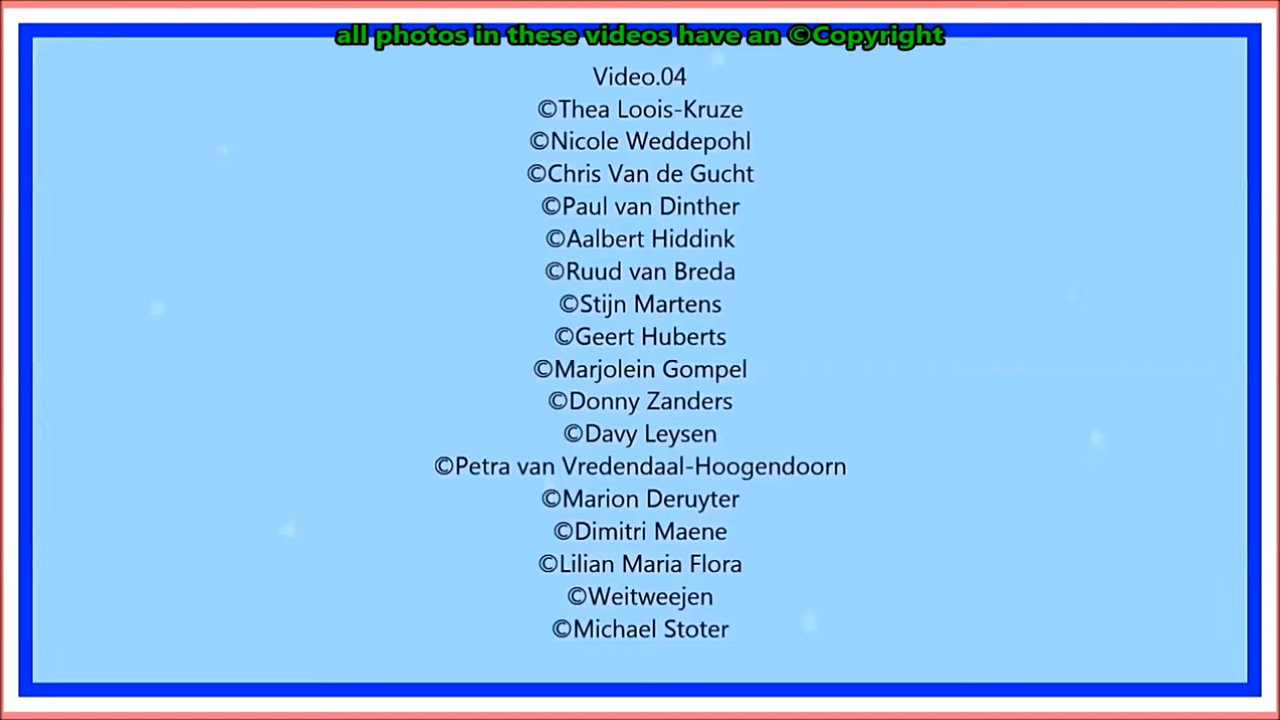 all photos in these videos have an ©Copyright
Video.04
©TheaLoois-Kruze
©Nicole Weddepohl
©Chris Van de Gucht
©Paul van Dinther
©Aalbert Hiddink
©Ruud van Breda
©Stijn Martens
©Geert Huberts
©Marjolein Gompel
©Donny Zanders
©Davy Leysen
©Petra van Vredendaal-Hoogendoorn
©Marion Deruyter
©Dimitri Maene
©Lilian Maria Flora
©Weitweejen
©Michael Stoter